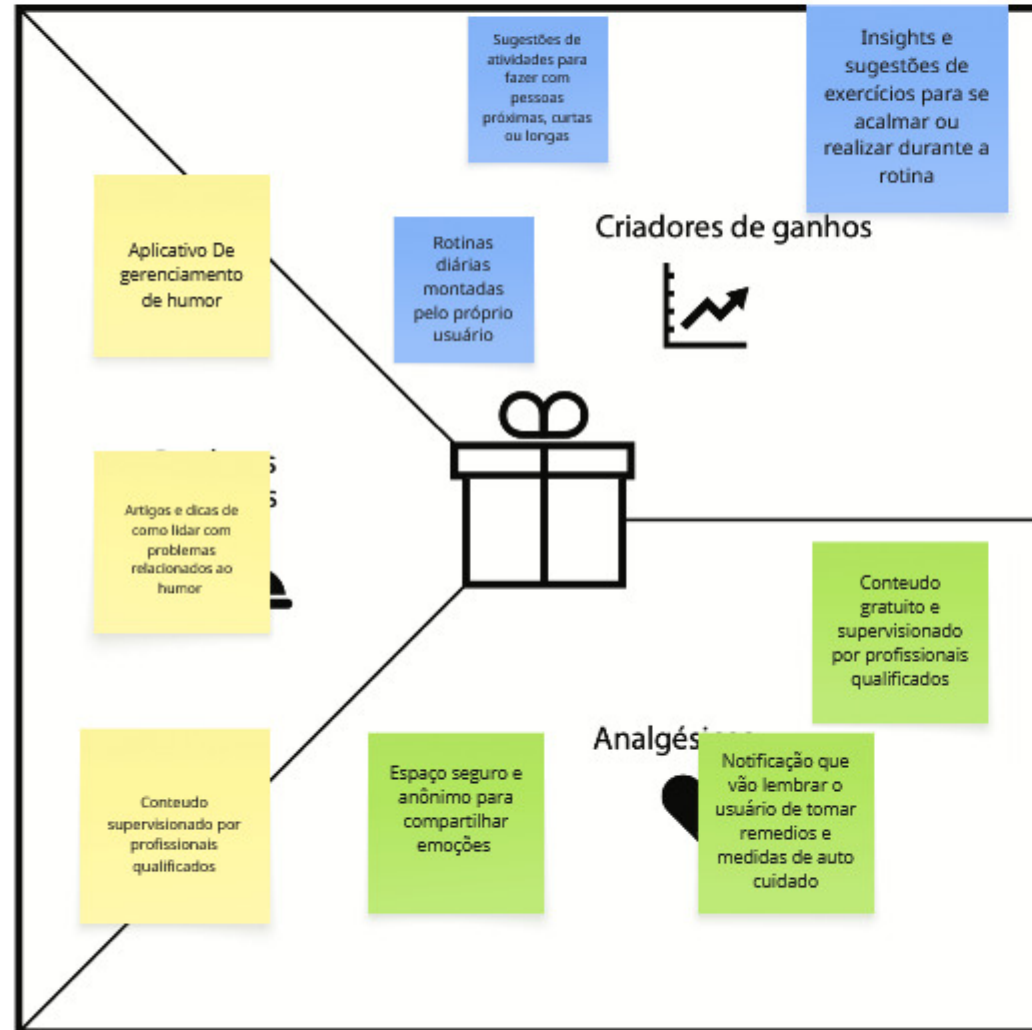 Sugestões de
atividades para
fazer com
pessoas
próximas, curtas
ou longas
Insights e
sugestões de
exercícios para se
acalmar ou
realizar durante a
rotina
Aplicativo De
gerenciamento
de humor
Rotinas
diárias
montadas
pelo próprio
usuário
Criadores de ganhos
Artigos e dicas de
como lidar com
problemas
relacionados ao
humor
Conteudo
gratuito e
supervisionado
por profissionais
qualificados
Conteudo
supervisionado por
profissionais
qualificados
Espaço seguro e
anônimo para
compartilhar
emoções
Notificação que
vão lembrar o
usuário de tomar
remedios e
medidas de auto
cuidado